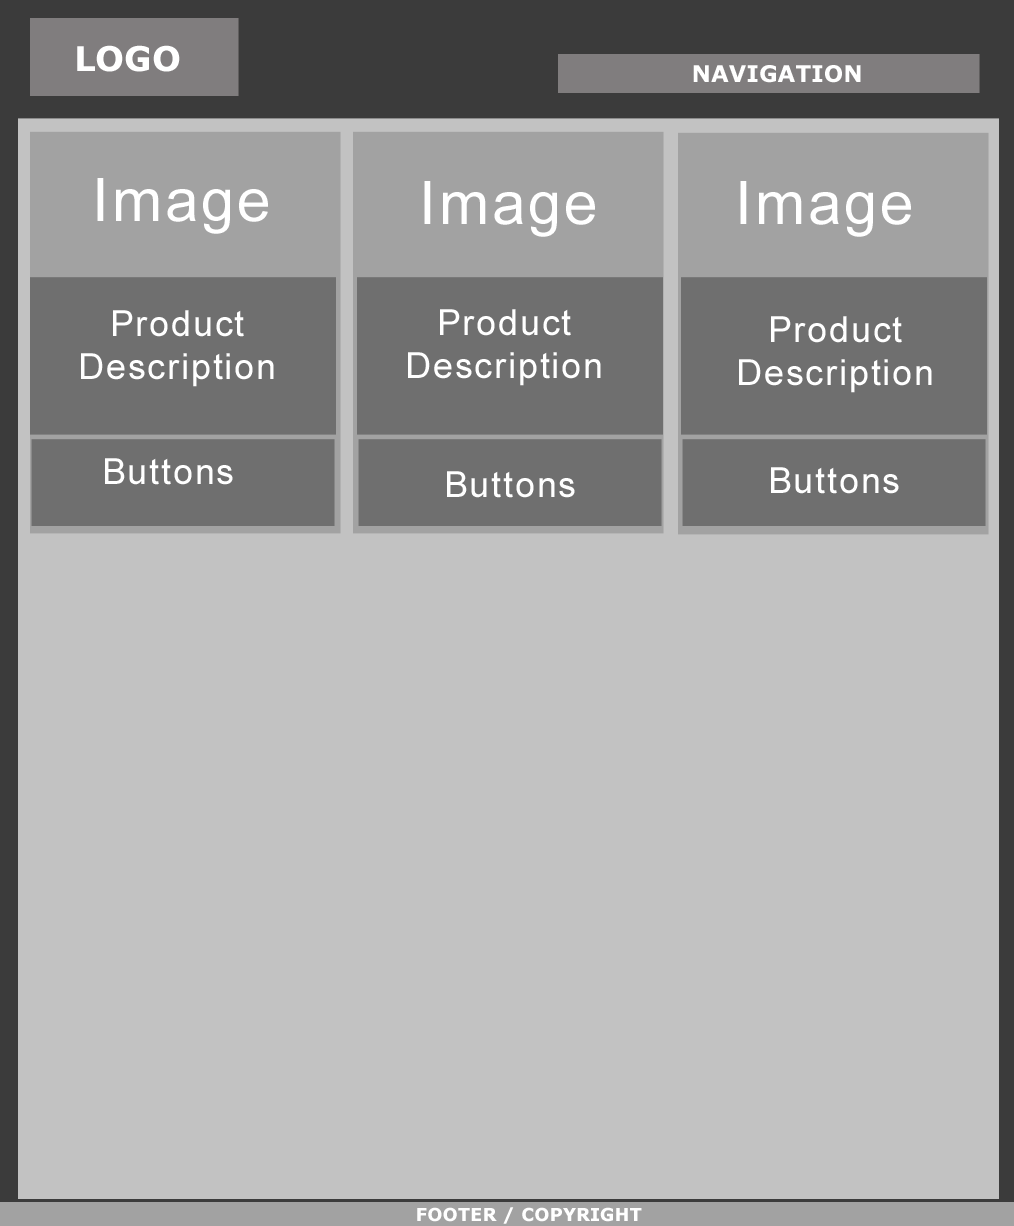 LOGO
NAVIGATION
Image
Product
Description
Buttons
Image
Product
Description
Buttons
Image
Product
Description
Buttons
FOOTER / COPYRIGHT